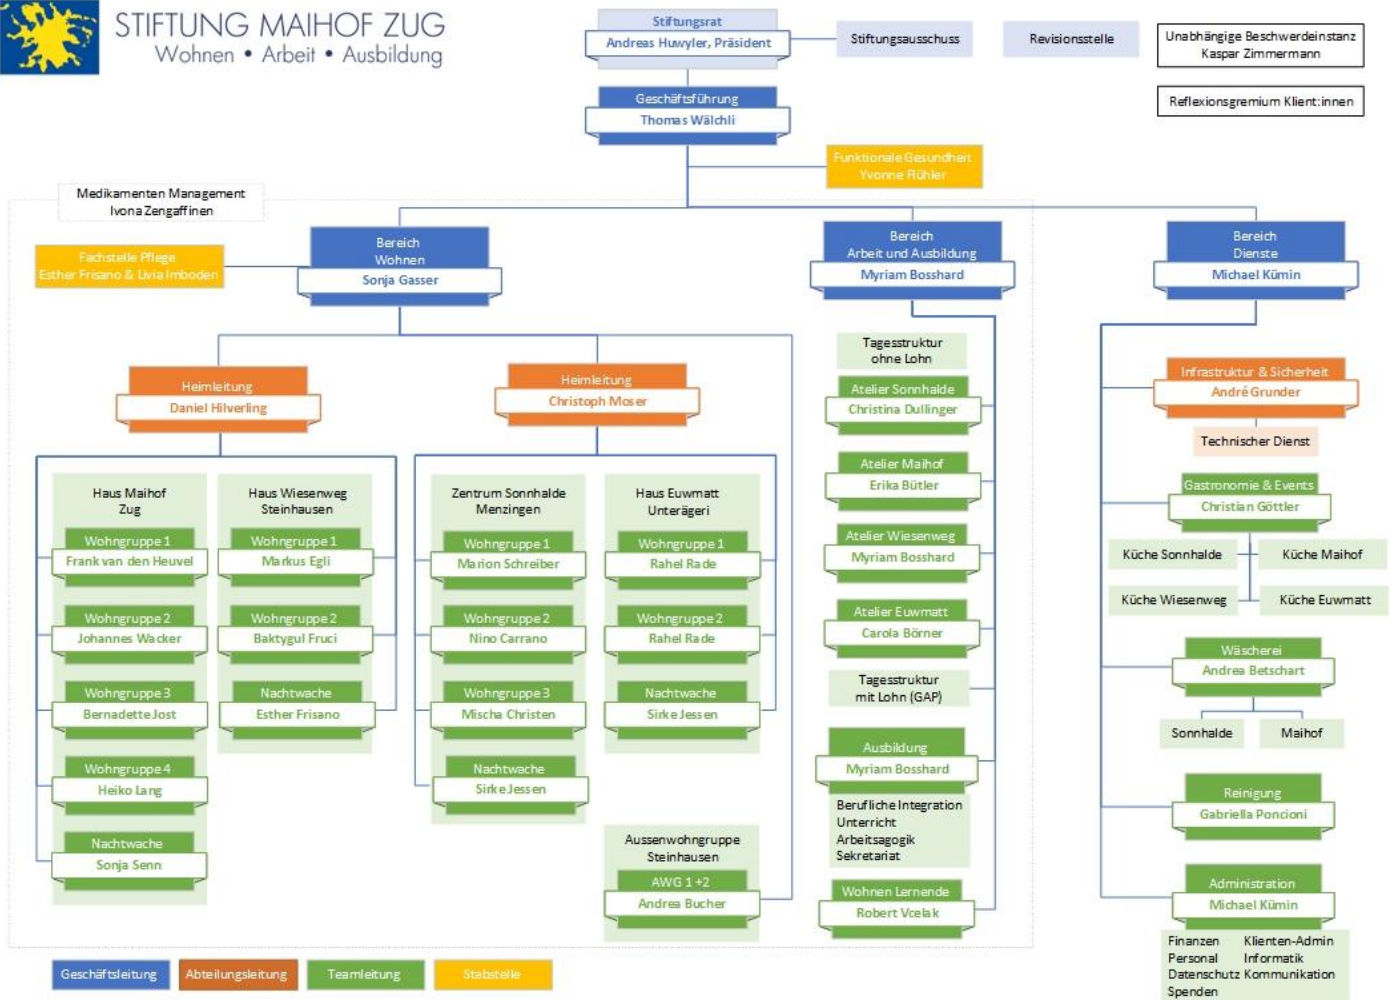 STIFTUNG MAIHOF ZUG
Wohnen • Arbeit • Ausbildung
Stiftungsrat
Andreas Huwyler, Präsident
Stiftungsausschuss
Revisionsstelle
Unabhängige Beschwerdeinstanz
Kaspar Zimmermann
Reflexionsgremium Klient:innen
Geschäftsführung
Thomas Wälchli
Funktionale Gesundheit
Yvonne Flühler
Medikamenten Management
Ivona Zengaffinen
Fachstelle Pflege
Esther Frisano & Livia Imboden
Bereich
Wohnen
Sonja Gasser
Bereich
Arbeit und Ausbildung
Myriam Bosshard
Bereich
Dienste
Michael Kümin
Heimleitung
Daniel Hilverling
Heimleitung
Christoph Moser
Haus Maihof
Zug
Wohngruppe 1
Frank van den Heuvel
Wohngruppe 2
Johannes Wacker
Wohngruppe 3
Bernadette Jost
Wohngruppe 4
Heiko Lang
Nachtwache
Sonja Senn
Haus Wiesenweg
Steinhausen
Wohngruppe 1
Markus Egli
Wohngruppe 2
Baktygul Fruci
Nachtwache
Esther Frisano
Zentrum Sonnhalde
Menzingen
Wohngruppe 1
Marion Schreiber
Wohngruppe 2
Nino Carrano
Wohngruppe 3
Mischa Christen
Nachtwache
Sirke Jessen
Haus Euwmatt
Unterägeri
Wohngruppe 1
Rahel Rade
Wohngruppe 2
Rahel Rade
Nachtwache
Sirke Jessen
Aussenwohngruppe
Steinhausen
AWG 1 +2
Andrea Bucher
Tagesstruktur
ohne Lohn
Atelier Sonnhalde
Christina Dullinger
Atelier Maihof
Erika Bütler
Atelier Wiesenweg
Myriam Bosshard
Atelier Euwmatt
Carola Börner
Tagesstruktur
mit Lohn (GAP)
Ausbildung
Myriam Bosshard
Berufliche Integration
Unterricht
Arbeitsagogik
Sekretariat
Wohnen Lernende
Robert Vcelak
Infrastruktur & Sicherheit
André Grunder
Technischer Dienst
Gastronomie & Events
Christian Göttler
Küche Sonnhalde
Küche Maihof
Küche Wiesenweg
Küche Euwmatt
Wäscherei
Andrea Betschart
Sonnhalde
Maihof
Reinigung
Gabriella Poncioni
Administration
Michael Kümin
Finanzen Klienten-Admin
Personal Informatik
Datenschutz Kommunikation
Spenden
Geschäftsleitung
Abteilungsleitung
Teamleitung
Stabstelle